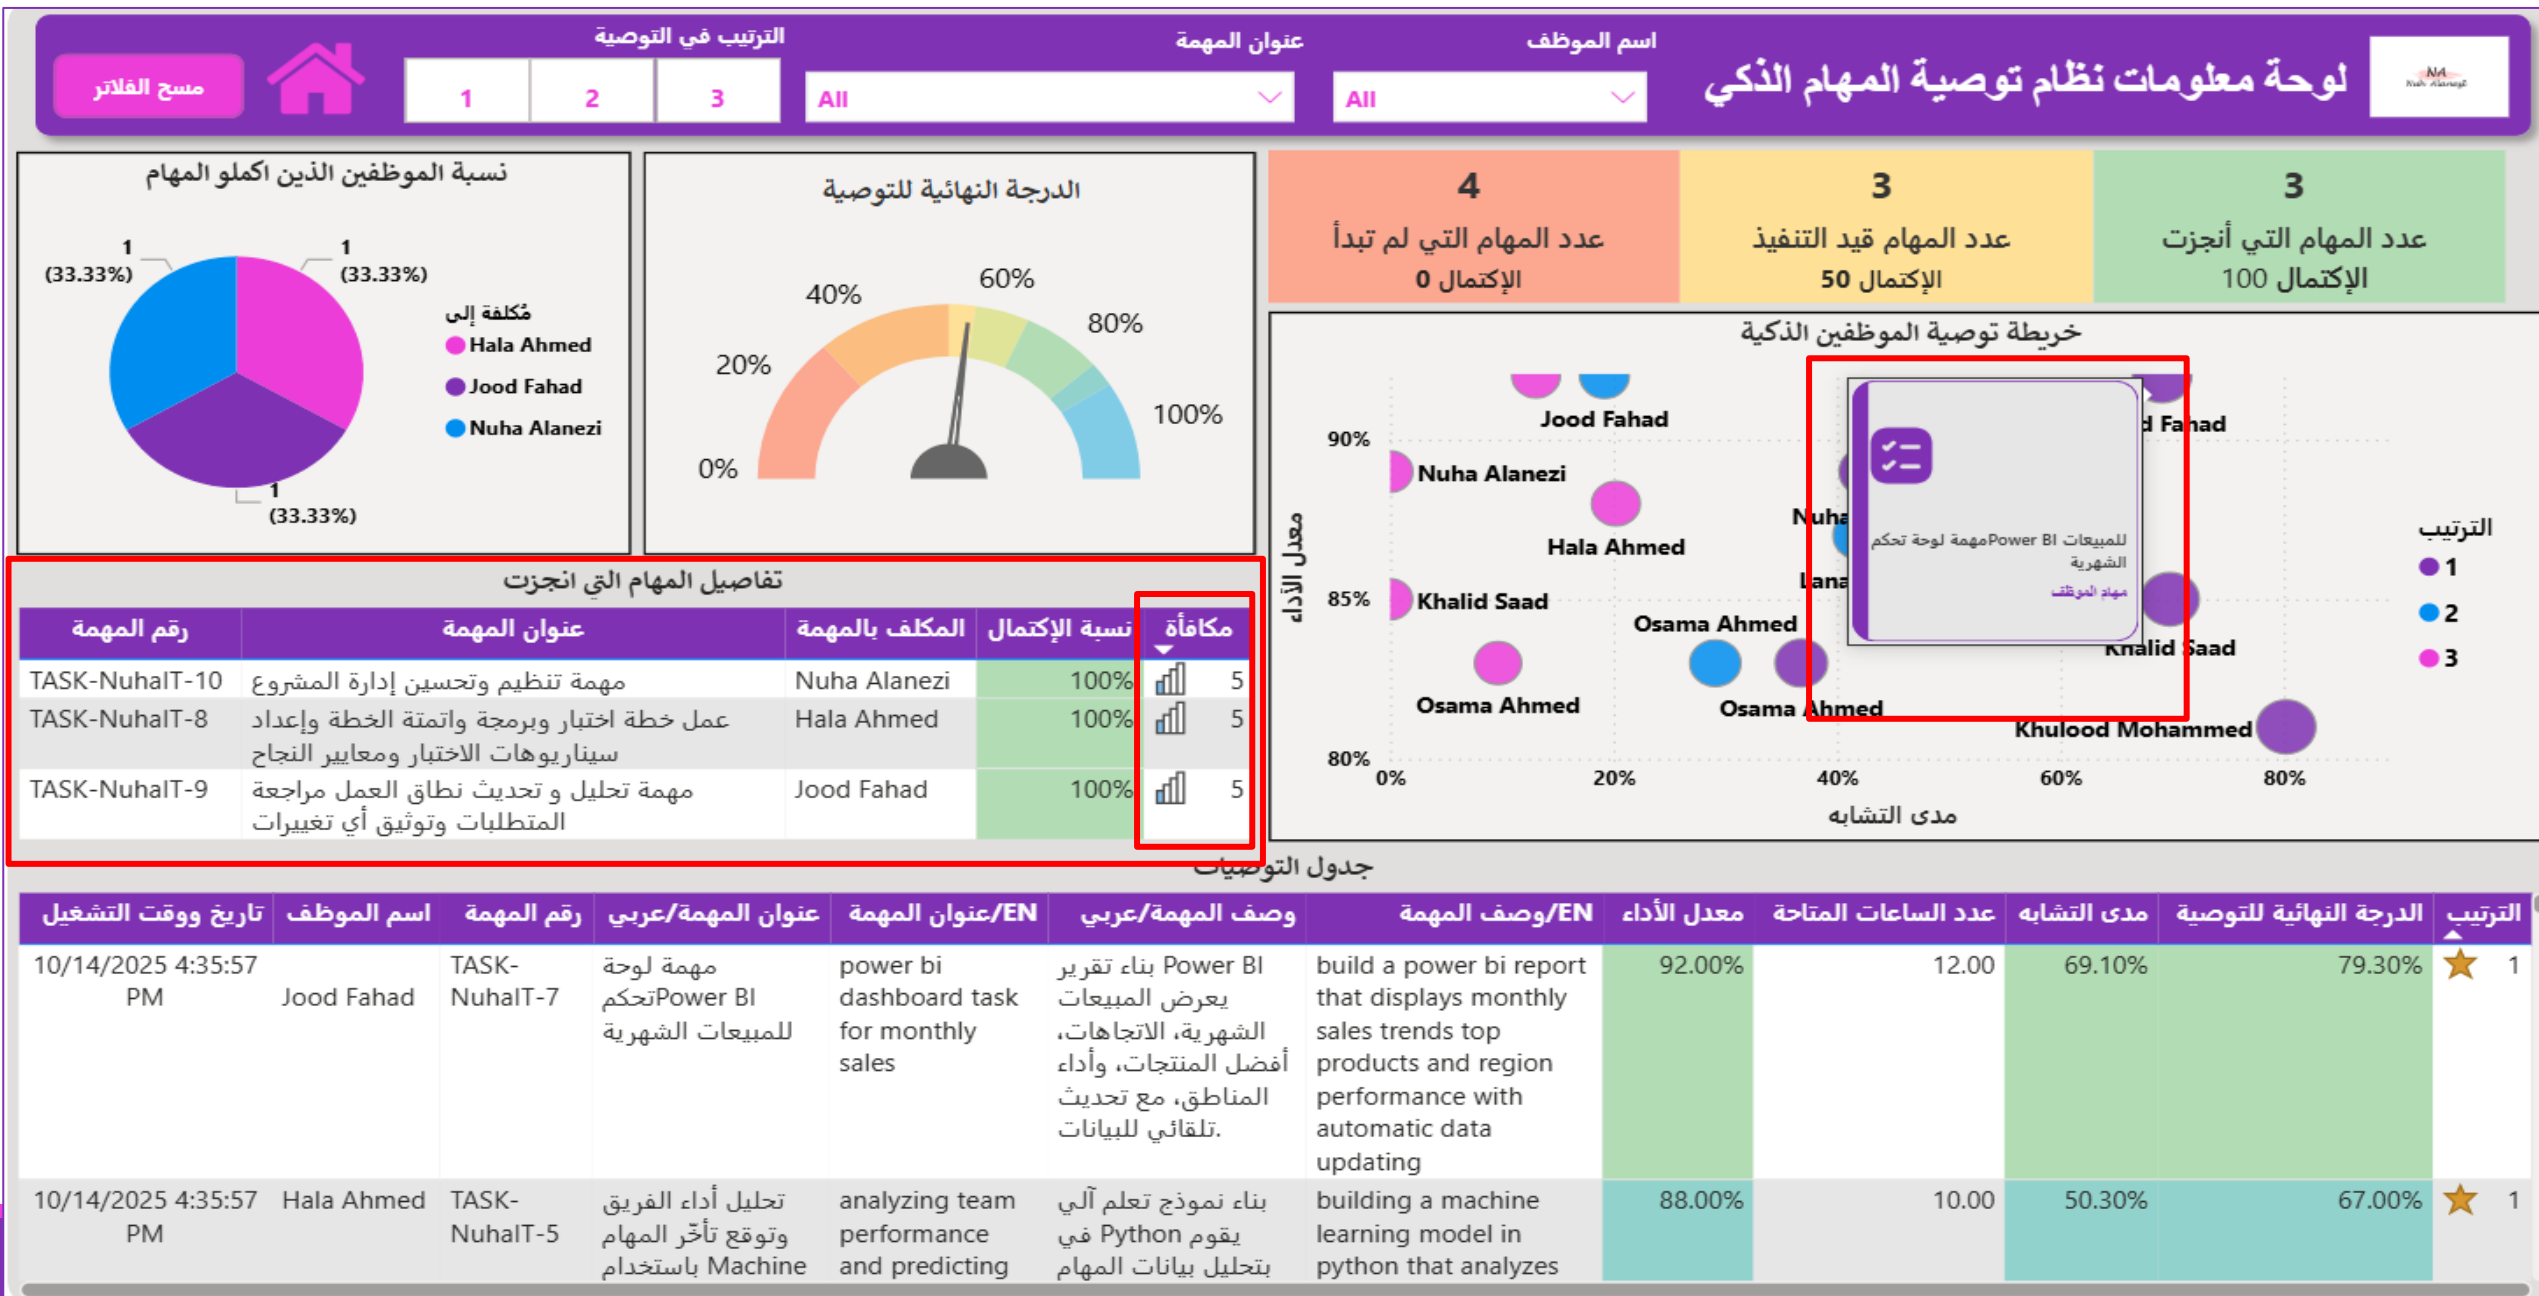 لوحة معلومات نظام توصية المهام الذكي
NA
اسم الموظف
All
عنوان المهمة
All
الترتيب في التوصية
1
2
3
مسح الفلاتر
3
عدد المهام التي أنجزت
الإكتمال 100
3
عدد المهام قيد التنفيذ
الإكتمال 50
4
عدد المهام التي لم تبدأ
الإكتمال 0
الدرجة النهائية للتوصية
0%
20%
40%
60%
80%
100%
نسبة الموظفين الذين اكملو المهام
1
(33.33%)
1
(33.33%)
1
(33.33%)
مُكلفة إلى
Hala Ahmed
Jood Fahad
Nuha Alanezi
خريطة توصية الموظفين الذكية
معدل الأداء
90%
85%
80%
0%
20%
40%
60%
80%
مدى التشابه
Jood Fahad
d Fahad
Nuha Alanezi
Nuha
Hala Ahmed
Lana
Khalid Saad
Osama Ahmed
Khalid Saad
Osama Ahmed
Osama Ahmed
Khulood Mohammed
مهمة لوحة تحكم Power BI للمبيعات
الشهرية
مهام الموظف
الترتيب
1
2
3
تفاصيل المهام التي انجزت
رقم المهمة	عنوان المهمة	المكلف بالمهمة	نسبة الإكتمال	مكافأة
TASK-NuhaIT-10	مهمة تنظيم وتحسين إدارة المشروع	Nuha Alanezi	100%	5
TASK-NuhaIT-8	عمل خطة اختبار وبرمجة واتمتة الخطة وإعداد	Hala Ahmed	100%	5
سيناريوهات الاختبار ومعايير النجاح
TASK-NuhaIT-9	مهمة تحليل و تحديث نطاق العمل مراجعة	Jood Fahad	100%	5
المتطلبات وتوثيق أي تغييرات
جدول التوصيات
تاريخ ووقت التشغيل	اسم الموظف	رقم المهمة	عنوان المهمة/عربي	عنوان المهمة/EN	وصف المهمة/عربي	وصف المهمة/EN	معدل الأداء	عدد الساعات المتاحة	مدى التشابه	الدرجة النهائية للتوصية	الترتيب
10/14/2025 4:35:57
PM
Jood Fahad
TASK-
NuhaIT-7
مهمة لوحة
تحكم Power BI
للمبيعات الشهرية
power bi
dashboard task
for monthly
sales
بناء تقرير Power BI
يعرض المبيعات
الشهرية، الاتجاهات،
أفضل المنتجات، وأداء
المناطق، مع تحديث
تلقائي للبيانات.
build a power bi report
that displays monthly
sales trends top
products and region
performance with
automatic data
updating
92.00%
12.00
69.10%
79.30%
1
10/14/2025 4:35:57
PM
Hala Ahmed
TASK-
NuhaIT-5
تحليل أداء الفريق
وتوقع تأخّر المهام
باستخدام Machine
analyzing team
performance
and predicting
بناء نموذج تعلم آلي
في Python يقوم
بتحليل بيانات المهام
building a machine
learning model in
python that analyzes
88.00%
10.00
50.30%
67.00%
1